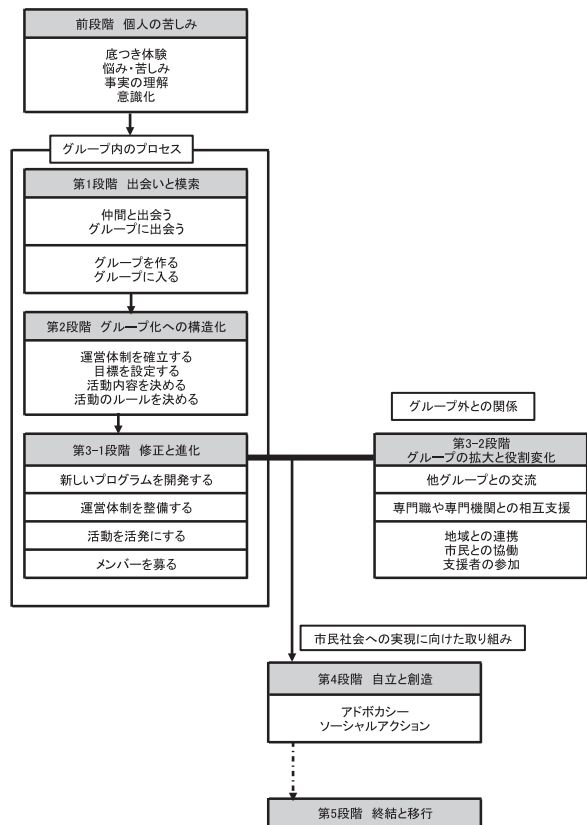 前段階 個人の苦しみ
底つき体験
悩み・苦しみ
事実の理解
意識化
グループ内のプロセス
第1段階 出会いと模索
仲間と出会う
グループに出会う
グループを作る
グループに入る
第2段階 グループ化への構造化
運営体制を確立する
目標を設定する
活動内容を決める
活動のルールを決める
第3-1段階 修正と進化
新しいプログラムを開発する
運営体制を整備する
活動を活発にする
メンバーを募る
グループ外との関係
第3-2段階
グループの拡大と役割変化
他グループとの交流
専門職や専門機関との相互支援
地域との連携
市民との協働
支援者の参加
市民社会への実現に向けた取り組み
第4段階 自立と創造
アドボカシー
ソーシャルアクション
第5段階 終結と移行